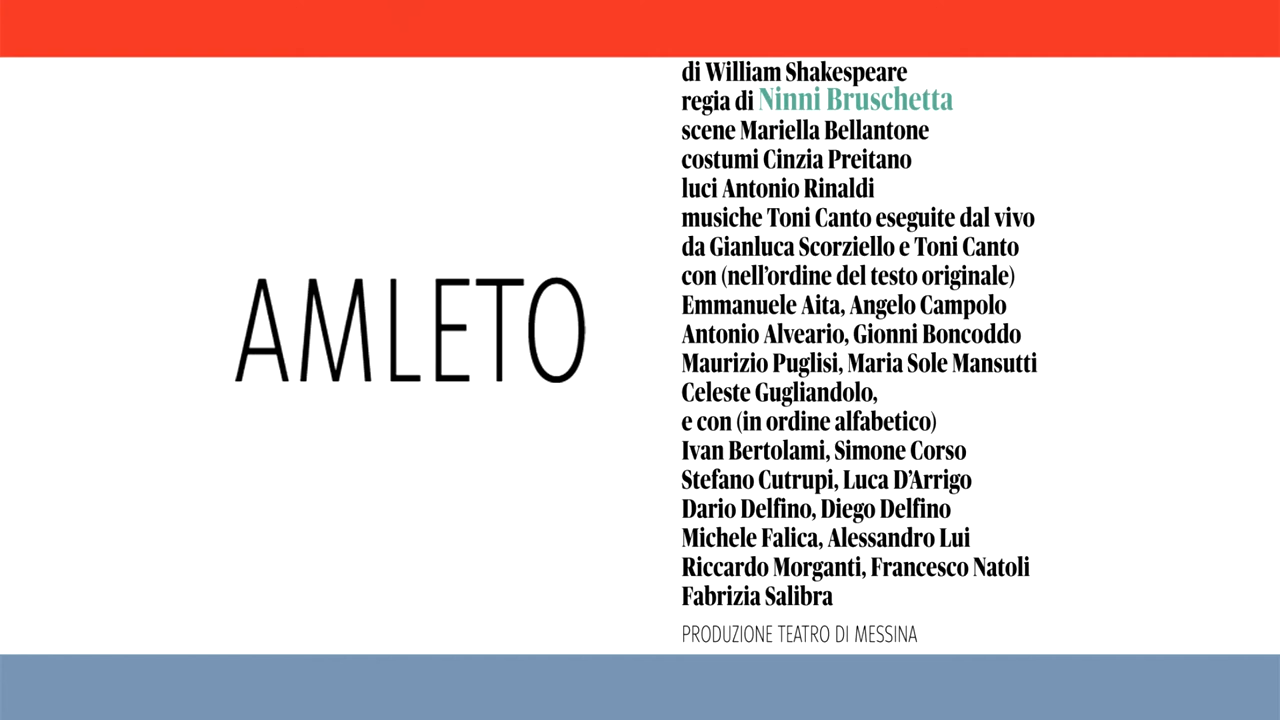 AMLETO
di William Shakespeare
regia di Ninni Bruschetta
scene Mariella Bellantone
costumi Cinzia Preitano
luci Antonio Rinaldi
musiche Toni Canto eseguite dal vivo
da Gianluca Scorziello e Toni Canto
con (nell’ordine del testo originale)
Emmanuele Aita, Angelo Campolo
Antonio Alveario, Gionni Boncoddo
Maurizio Puglisi, Maria Sole Mansutti
Celeste Gugliandolo,
e con (in ordine alfabetico)
Ivan Bertolami, Simone Corso
Stefano Cutrupi, Luca D’Arrigo
Dario Delfino, Diego Delfino
Michele Falica, Alessandro Lui
Riccardo Morganti, Francesco Natoli
Fabrizia Salibra
PRODUZIONE TEATRO DI MESSINA